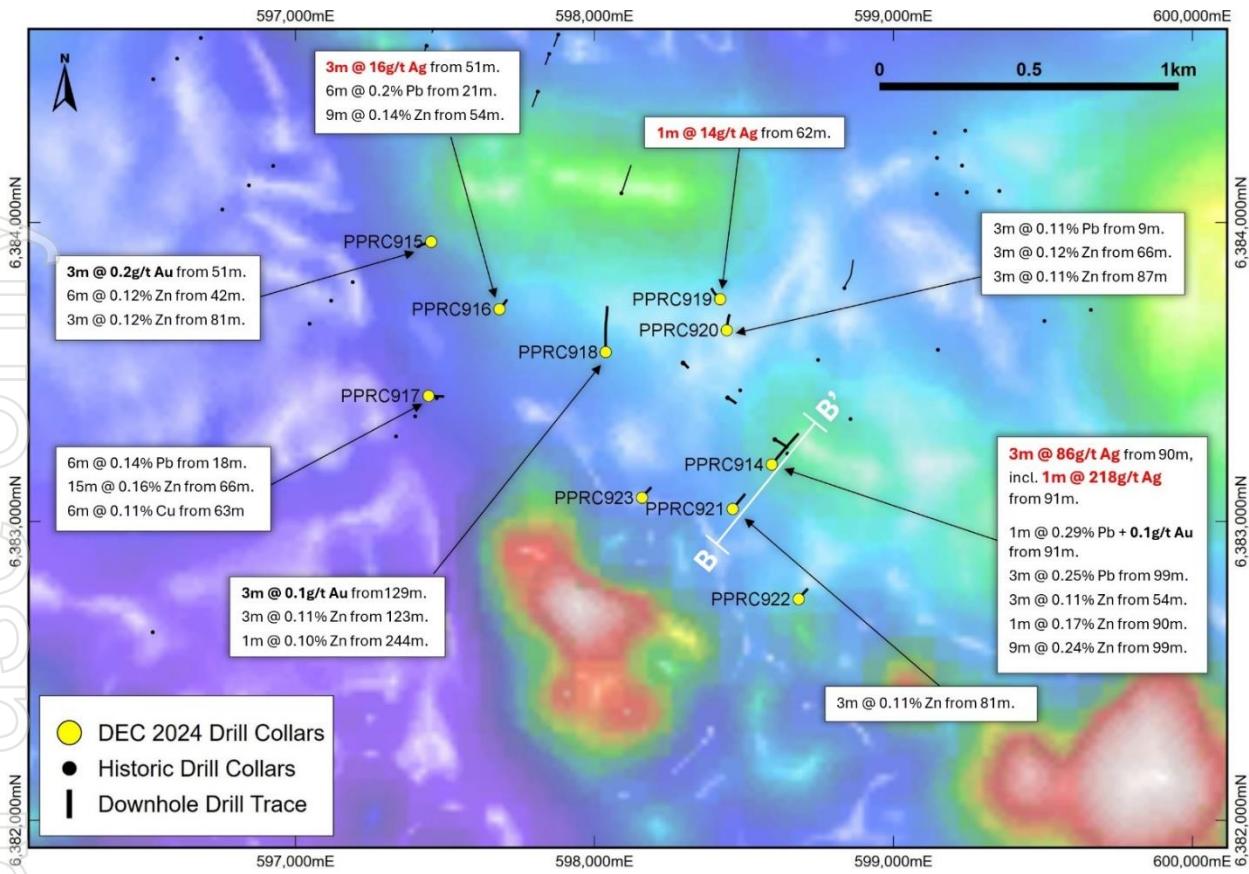 597,000mE
598,000mE
599,000mE
600,000mE
N
0
0.5
1km
3m @ 16g/t Ag from 51m.
6m @ 0.2% Pb from 21m.
9m @ 0.14% Zn from 54m.
1m @ 14g/t Ag from 62m.
6,384,000mN
6,384,000mN
3m @ 0.11% Pb from 9m.
3m @ 0.12% Zn from 66m.
3m @ 0.11% Zn from 87m
PPRC915
3m @ 0.2g/t Au from 51m.
6m @ 0.12% Zn from 42m.
3m @ 0.12% Zn from 81m.
PPRC916
PPRC919
PPRC920
PPRC918
PPRC917
B'
6m @ 0.14% Pb from 18m.
15m @ 0.16% Zn from 66m.
6m @ 0.11% Cu from 63m
PPRC914
3m @ 86g/t Ag from 90m,
incl. 1m @ 218g/t Ag
from 91m.
1m @ 0.29% Pb + 0.1g/t Au
from 91m.
3m @ 0.25% Pb from 99m.
3m @ 0.11% Zn from 54m.
1m @ 0.17% Zn from 90m.
9m @ 0.24% Zn from 99m.
PPRC923
PPRC921
6,383,000mN
6,383,000mN
B
3m @ 0.1g/t Au from129m.
3m @ 0.11% Zn from 123m.
1m @ 0.10% Zn from 244m.
PPRC922
3m @ 0.11% Zn from 81m.
DEC 2024 Drill Collars
Historic Drill Collars
Downhole Drill Trace
6,382,000mN
6,382,000mN
597,000mE
598,000mE
599,000mE
600,000mE